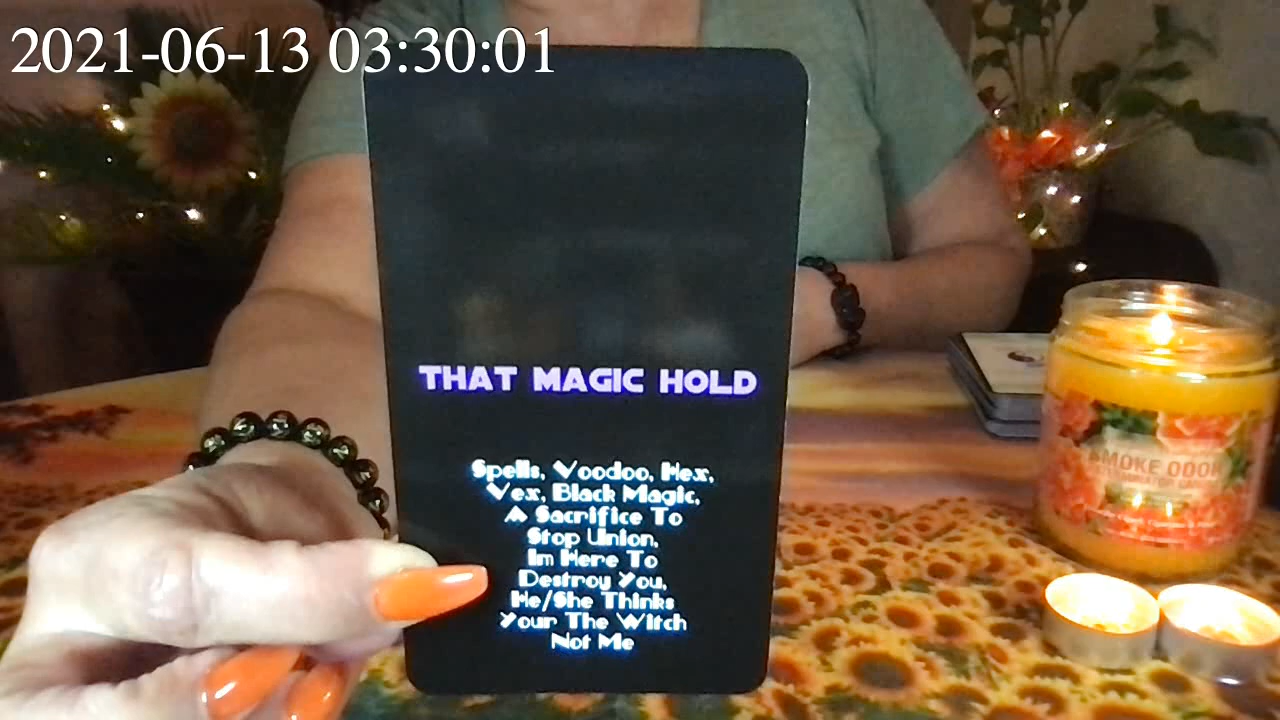 2021-06-13 03:30:01
THAT MAGIC HOLD
Spells, Voodoo, Hex,
Vex, Black Magic,
A Sacrifice To
Stop Union,
Im Here To
Destroy You,
He/She Thinks
Your The Witch
Not Me
SMOKE ODOR